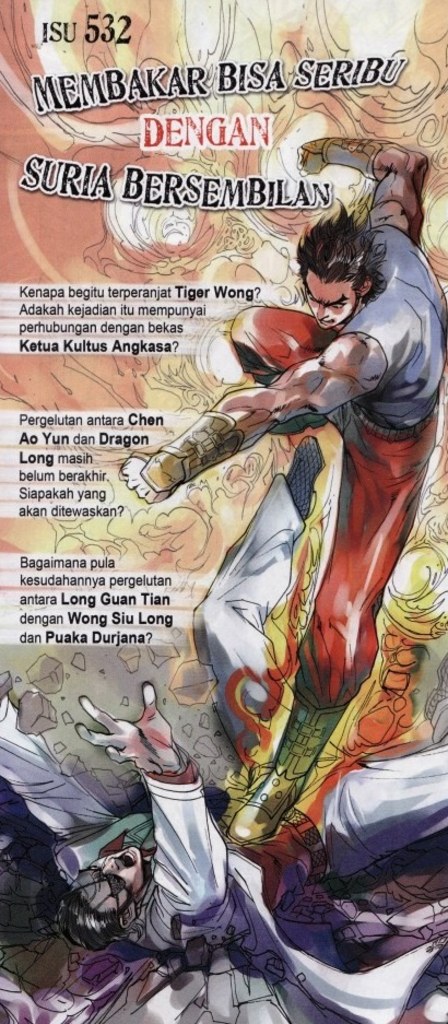 ISU 532
MEMBAKAR BISA SERIBU
DENGAN
SURIA BERSEMBILAN
Kenapa begitu terperanjat Tiger Wong?
Adakah kejadian itu mempunyai
perhubungan dengan bekas
Ketua Kultus Angkasa?
Pergelutan antara Chen
Ao Yun dan Dragon
Long masih
belum berakhir.
Siapakah yang
akan ditewaskan?
Bagaimana pula
kesudahannya pergelutan
antara Long Guan Tian
dengan Wong Siu Long
dan Puaka Durjana?